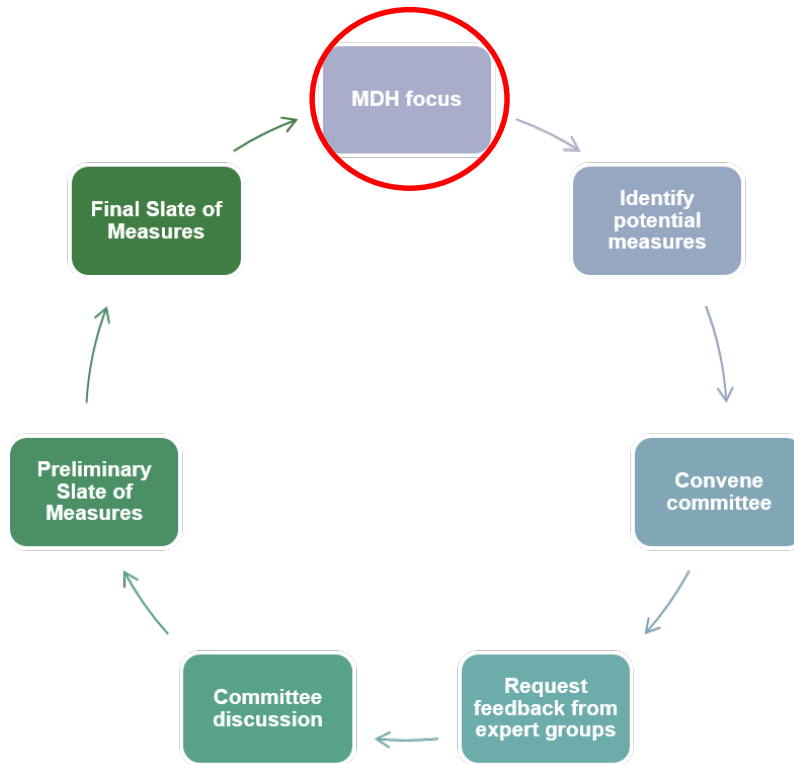 MDH focus
Identify
potential
measures
Convene
committee
Request
feedback from
expert groups
Committee
discussion
Preliminary
Slate of
Measures
Final Slate of
Measures